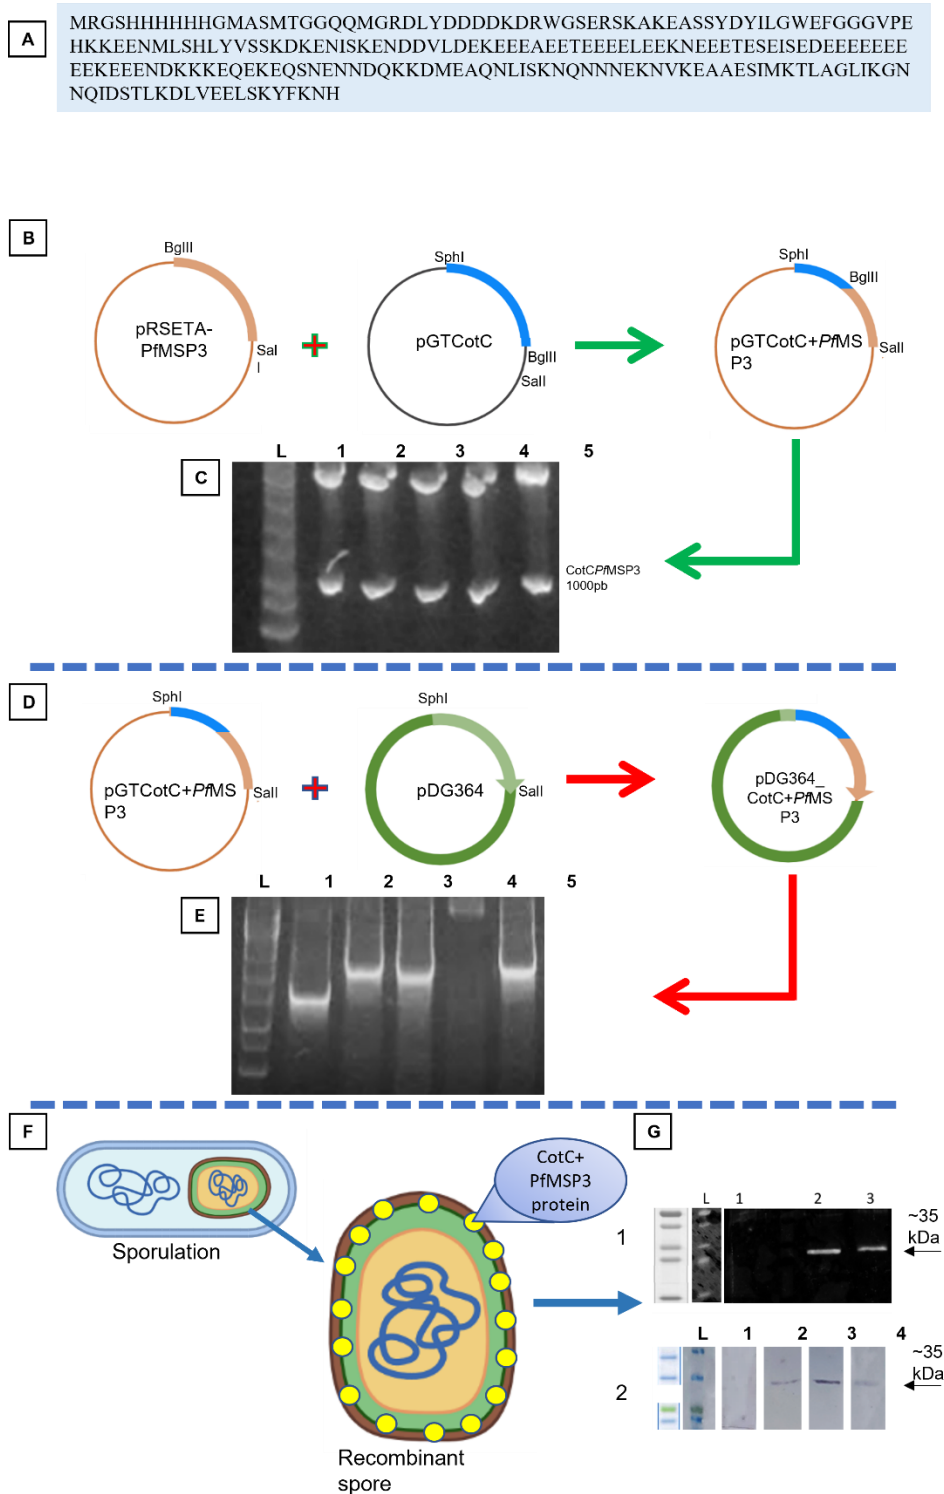 A
MRGSHHHHHHGMASMTGGQQMGRDLYDDDDKDRWGSERSKAKEASSYDYILGWEFGGGVPE
HKKEENMLSHLYVSSKDKENISKENDDVLDEKEEEAEETEEEELEEKNEEETESEISEDEEEEEEE
EEKEEENDKKKEQEKEQSNENNDQKKDMEAQNLISKNQNNNEKNVKEAAESIMKTLAGLIKGN
NQIDSTLKDLVEELSKYFKNH
B
BglII
pRSETA-
PfMSP3
Sal
I
SphI
pGTCotC
BglII
SalI
SphI
BglII
pGTCotC+PfMS
P3
SalI
C
L 1 2 3 4 5
CotCPfMSP3
1000pb
D
SphI
pGTCotC+PfMS
P3
SalI
SphI
pDG364
SalI
pDG364_
CotC+PfMS
P3
E
L 1 2 3 4 5
F
Sporulation
CotC+
PfMSP3
protein
Recombinant
spore
G
L 1 2 3
1
~35
kDa
L 1 2 3 4
2
~35
kDa